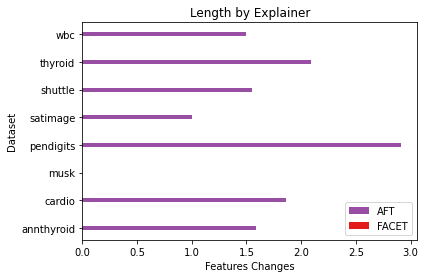 Length by Explainer
Dataset
wbc
thyroid
shuttle
satimage
pendigits
musk
cardio
annthyroid
AFT
FACET
0.0 0.5 1.0 1.5 2.0 2.5 3.0
Features Changes